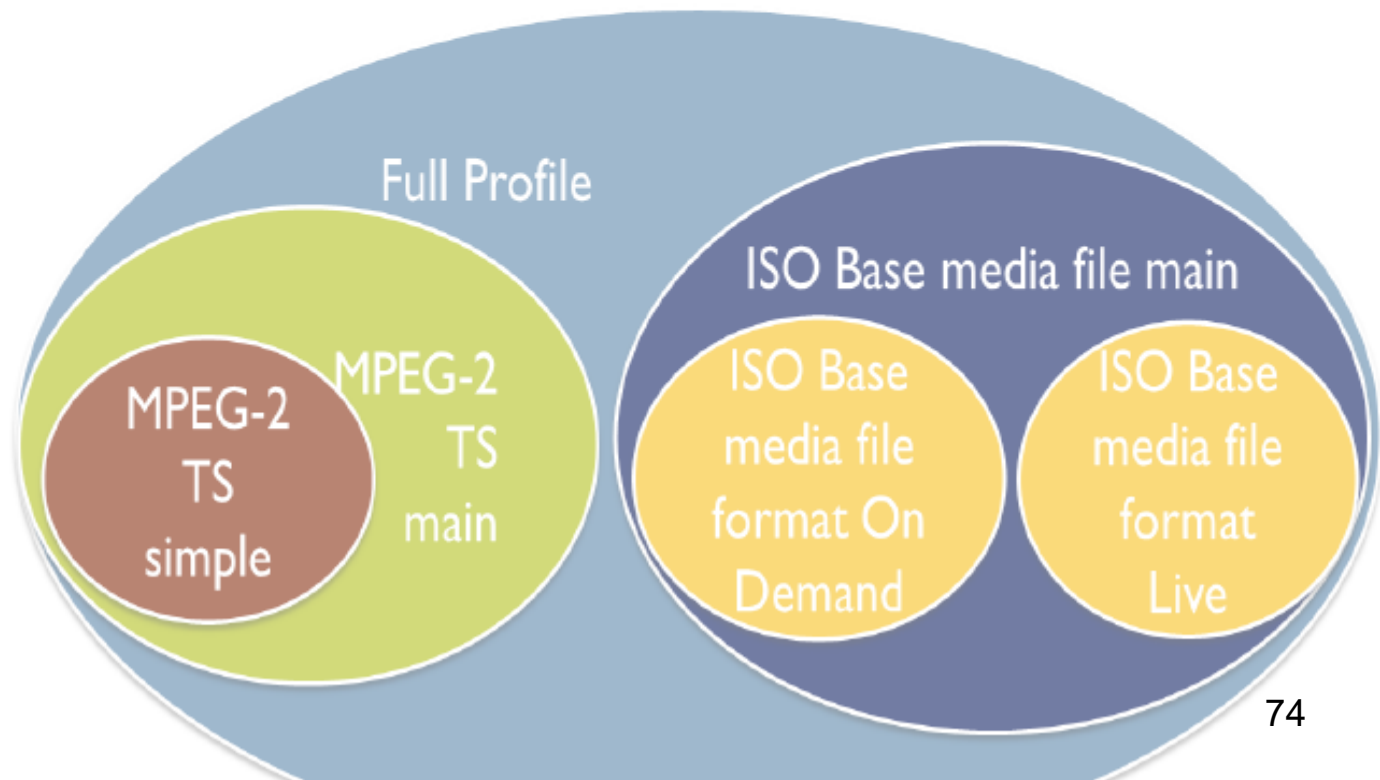 Full Profile
ISO Base media file main
MPEG-2
TS
simple
MPEG-2
TS
main
ISO Base
media file
format On
Demand
ISO Base
media file
format
Live
74